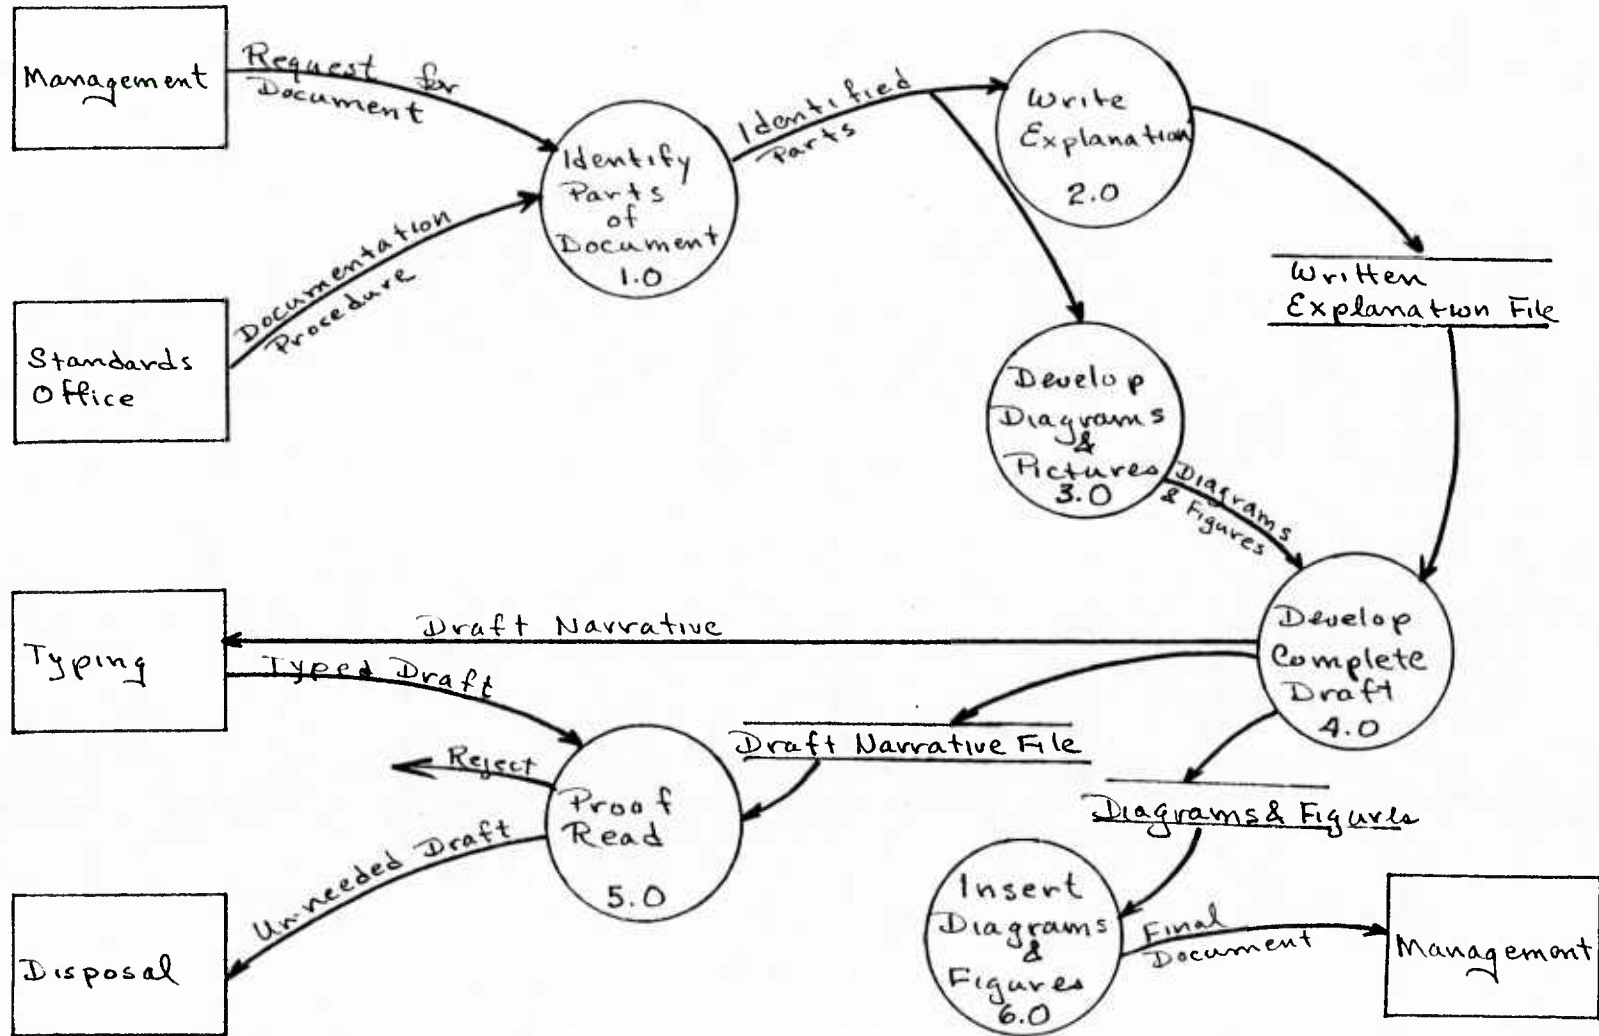 Management
Request for
Document
Identify
Parts
of
Document
1.0
Identified
Parts
Write
Explanation
2.0
Documentation
Procedure
Standards
Office
Written
Explanation File
Develop
Diagrams
&
Pictures
3.0
Diagrams
& Figures
Draft Narrative
Typing
Typed Draft
Develop
Complete
Draft
4.0
Draft Narrative File
Reject
Proof
Read
5.0
Unneeded Draft
Diagrams & Figures
Insert
Diagrams
&
Figures
6.0
Final
Document
Management
Disposal